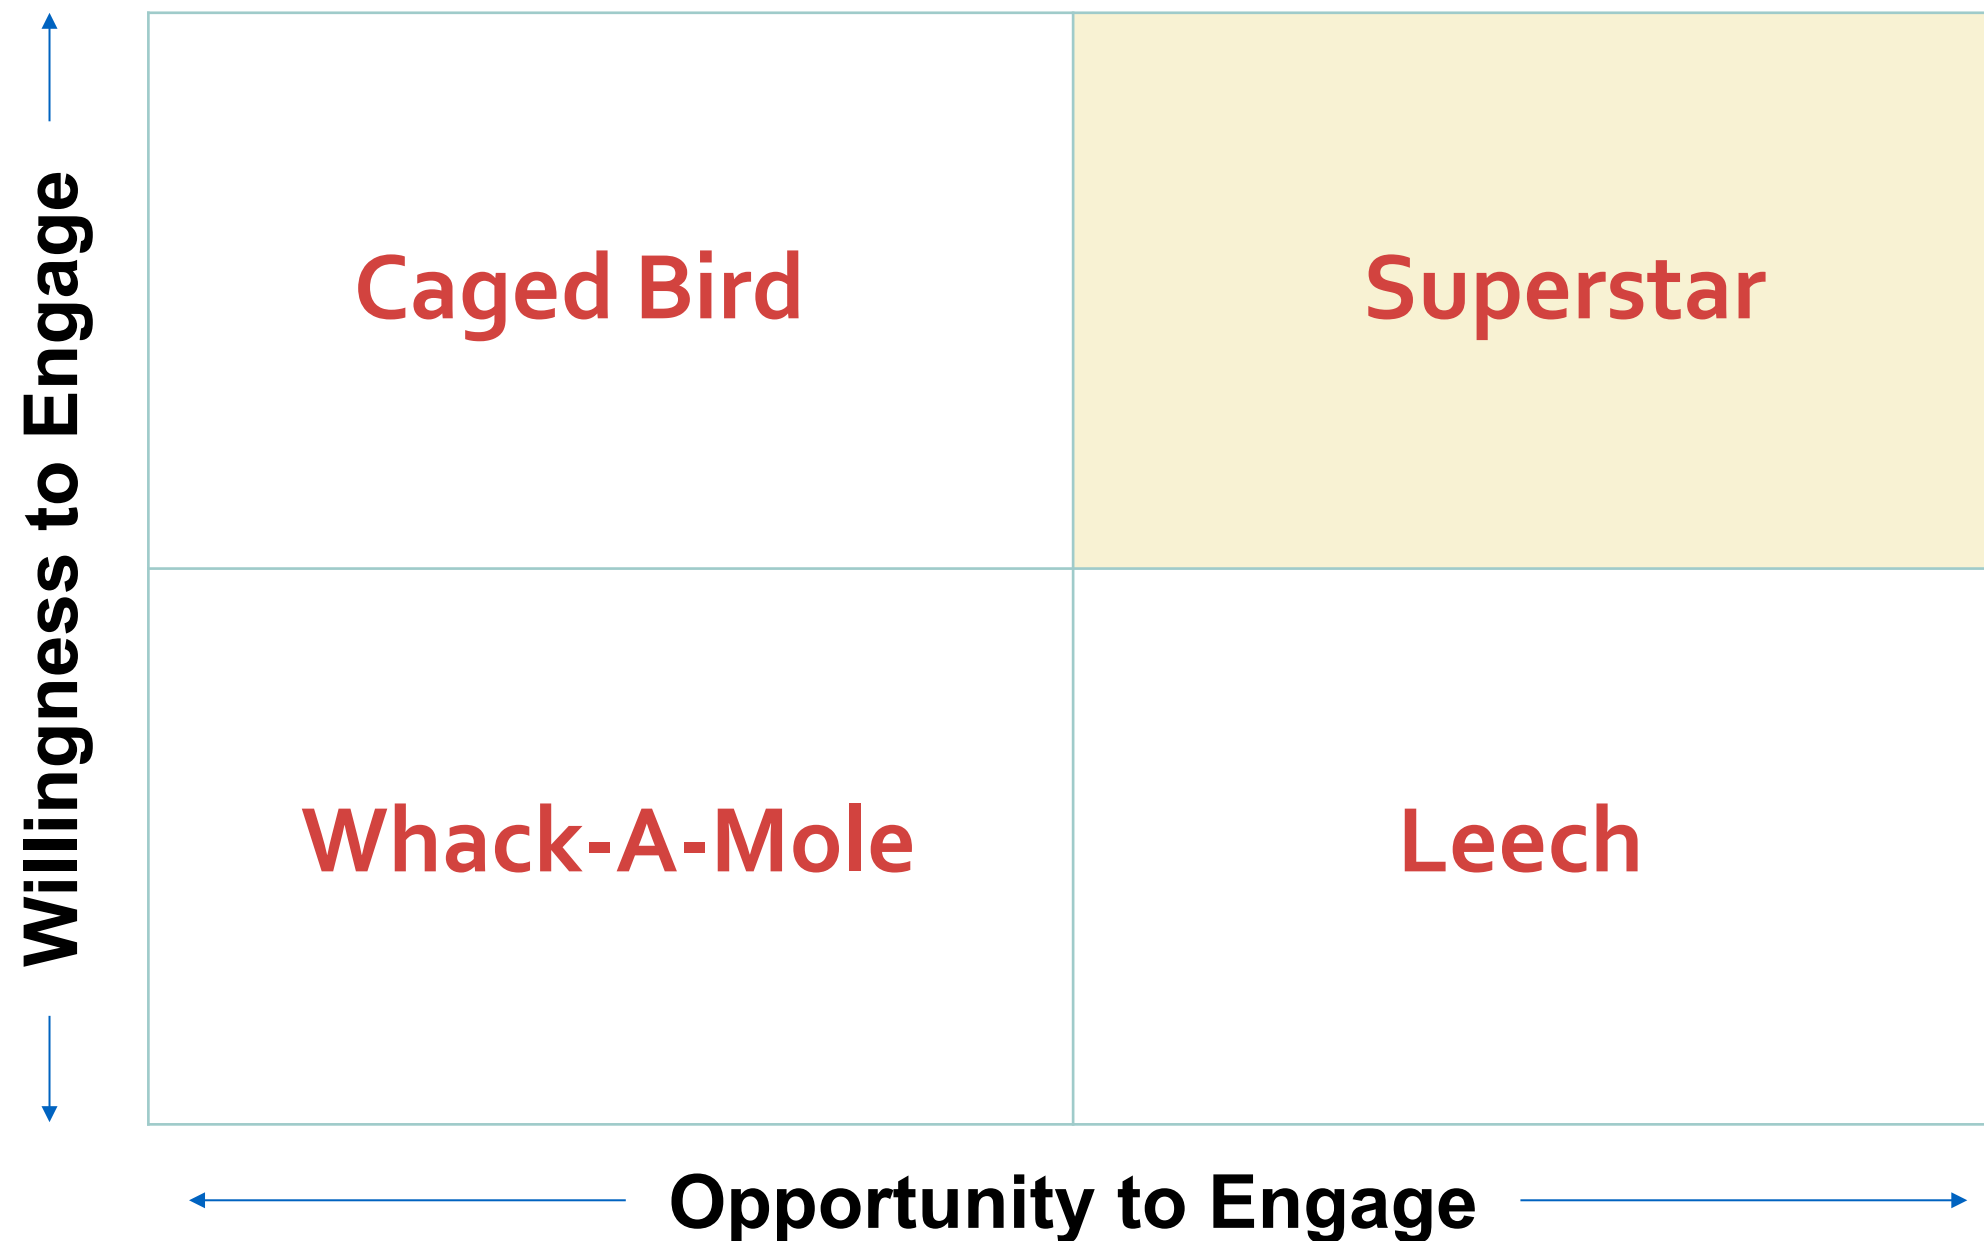 Willingness to Engage
Caged Bird
Superstar
Whack-A-Mole
Leech
Opportunity to Engage